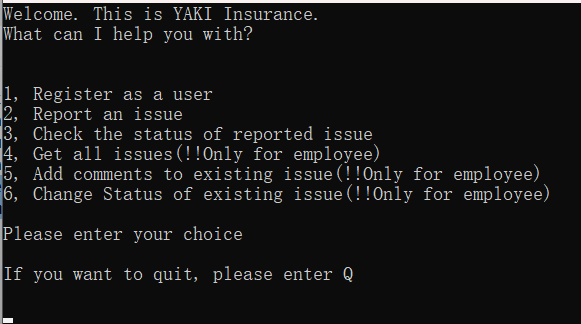 Welcome. This is YAKI Insurance.
What can I help you with?
1, Register as a user
2, Report an issue
3, Check the status of reported issue
4, Get all issues(!!Only for employee)
5, Add comments to existing issue(!!Only for employee)
6, Change Status of existing issue(!!Only for employee)
Please enter your choice
If you want to quit, please enter Q